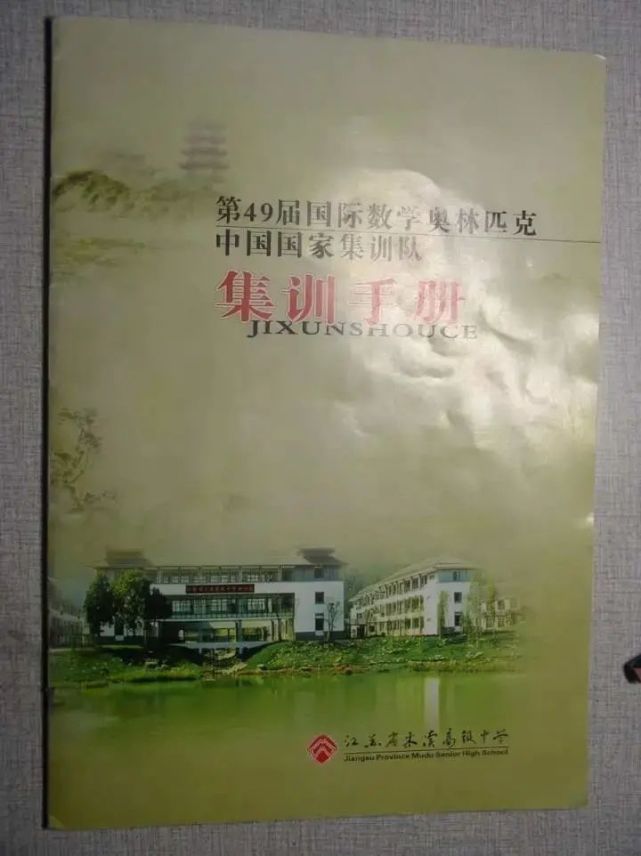 第49届国际数学奥林匹克
中国国家集训队
集训手册
JIXUNSHOUCE
江苏省木渎高级中学
Jiangsu Province Mudu Senior High School